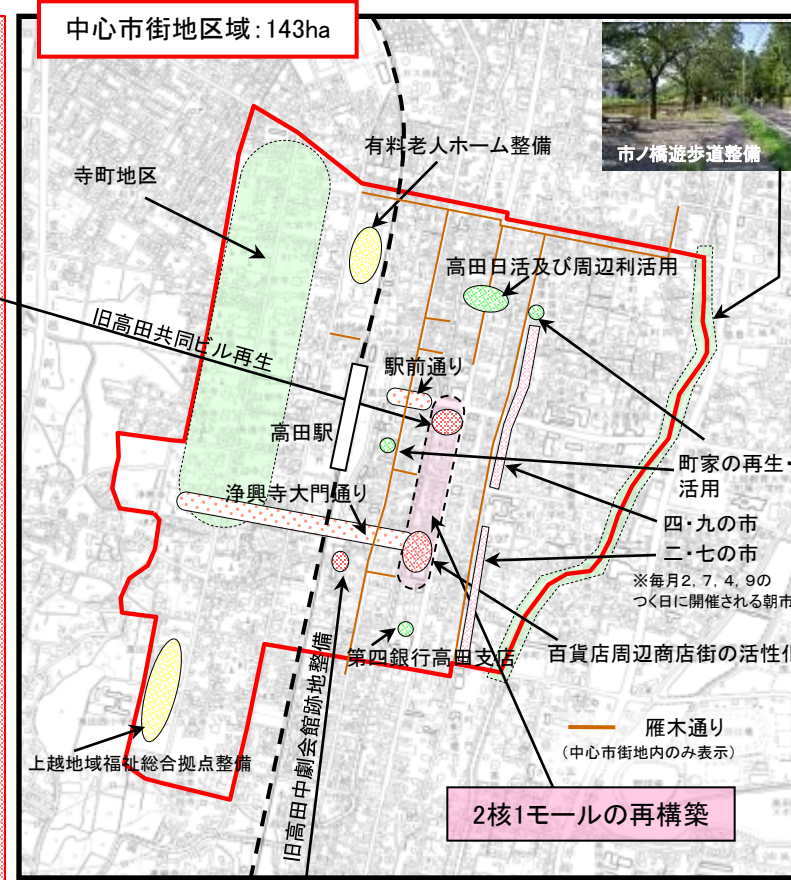 中心市街地区域：143ha
市ノ橋遊歩道整備
有料老人ホーム整備
寺町地区
高田日活及び周辺利活用
旧高田共同ビル再生
駅前通り
高田駅
町家の再生・
活用
浄興寺大門通り
四・九の市
二・七の市
※毎月2，7，4，9の
つく日に開催される朝市
第四銀行高田支店
百貨店周辺商店街の活性化
旧高田中劇会館跡地整備
雁木通り
（中心市街地内のみ表示）
上越地域福祉総合拠点整備
2核1モールの再構築